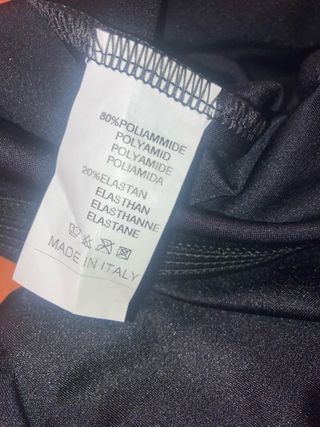 80%POLIAMMIDE
POLYAMID
POLYAMIDE
POLIAMIDA
20%ELASTAN
ELASTHAN
ELASTHANNE
ELASTANE
MADE IN ITALY